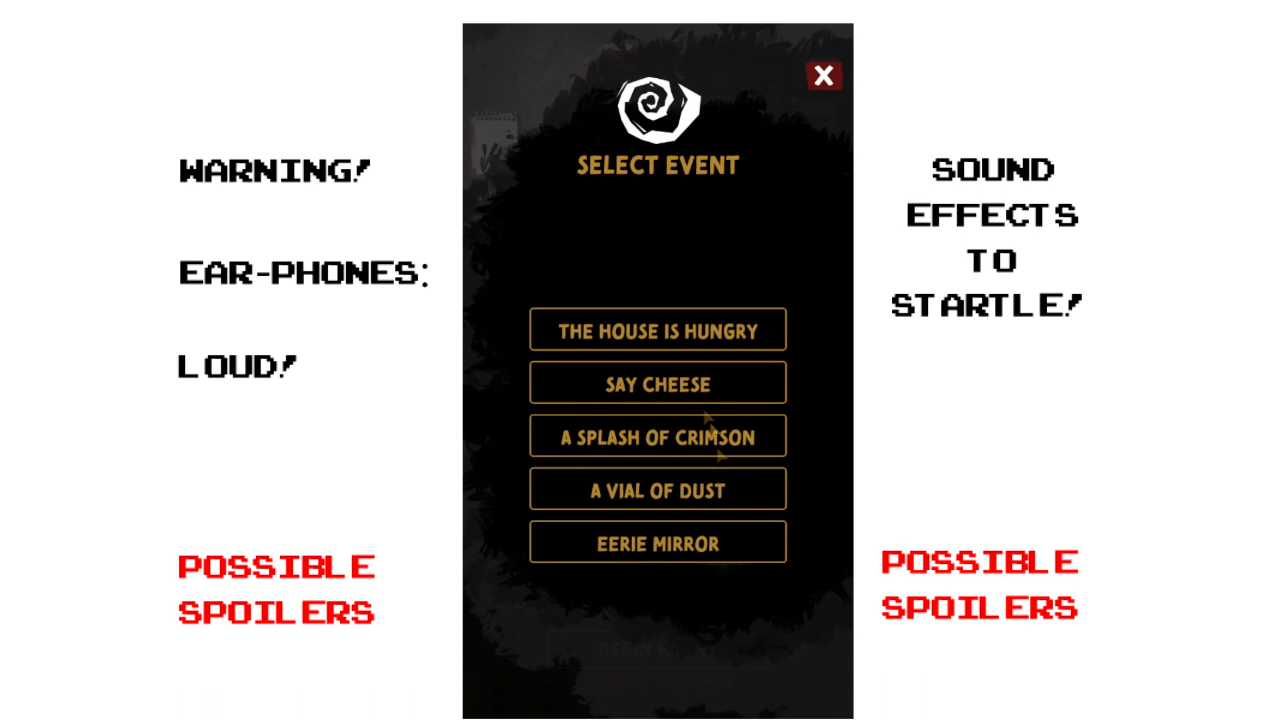 WARNING!
EAR-PHONES:
LOUD!
POSSIBLE
SPOILERS
X
SELECT EVENT
THE HOUSE IS HUNGRY
SAY CHEESE
A SPLASH OF CRIMSON
A VIAL OF DUST
EERIE MIRROR
SOUND
EFFECTS
TO
STARTLE!
POSSIBLE
SPOILERS